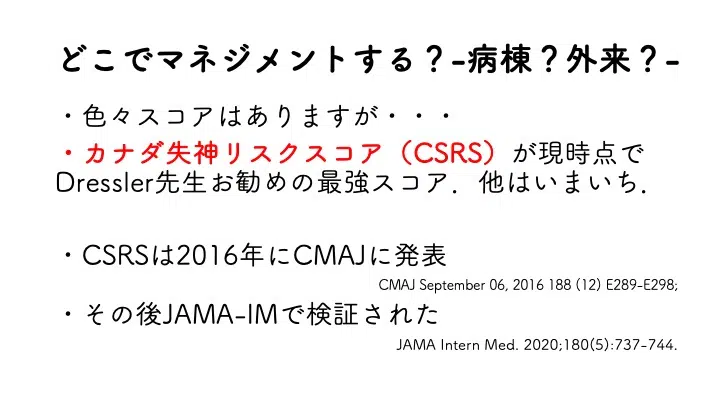 どこでマネジメントする？-病棟？外来？-
・色々スコアはありますが・・・
・カナダ失神リスクスコア（CSRS）が現時点で
Dressler先生お勧めの最強スコア．他はいまいち．
・CSRSは2016年にCMAJに発表
CMAJ September 06, 2016 188 (12) E289-E298;
・その後JAMA-IMで検証された
JAMA Intern Med. 2020;180(5):737-744.